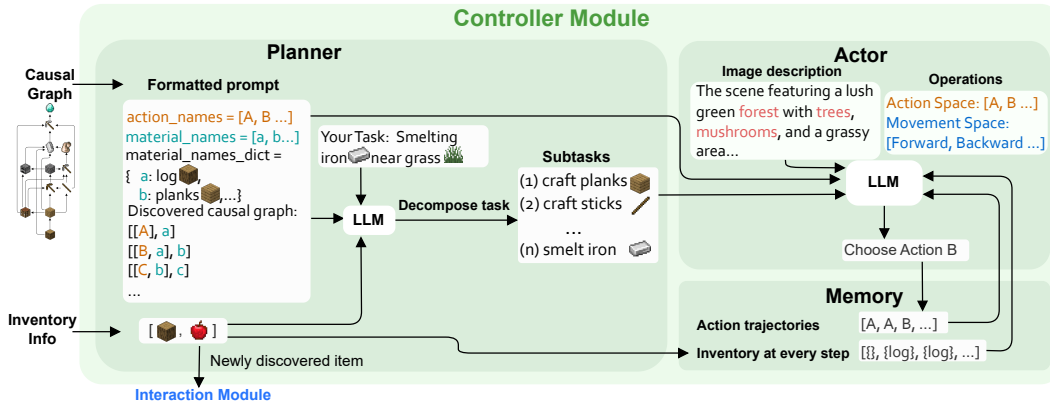 Controller Module
Planner
Actor
Causal
Graph
Formatted prompt
action_names = [A, B ...]
material_names = [a, b...]
material_names_dict =
{ a: log ,
b: planks ,...}
Discovered causal graph:
[[A], a]
[[B, a], b]
[[C, b], c]
...
Your Task: Smelting
iron near grass
LLM
Decompose task
Subtasks
(1) craft planks
(2) craft sticks
...
(n) smelt iron
Image description
The scene featuring a lush
green forest with trees,
mushrooms, and a grassy
area...
Operations
Action Space: [A, B ...]
Movement Space:
[Forward, Backward ...]
LLM
Choose Action B
Memory
Action trajectories
[A, A, B, ...]
Inventory at every step
[{}, {log}, {log}, ...]
Inventory
Info
[ , ]
Newly discovered item
Interaction Module